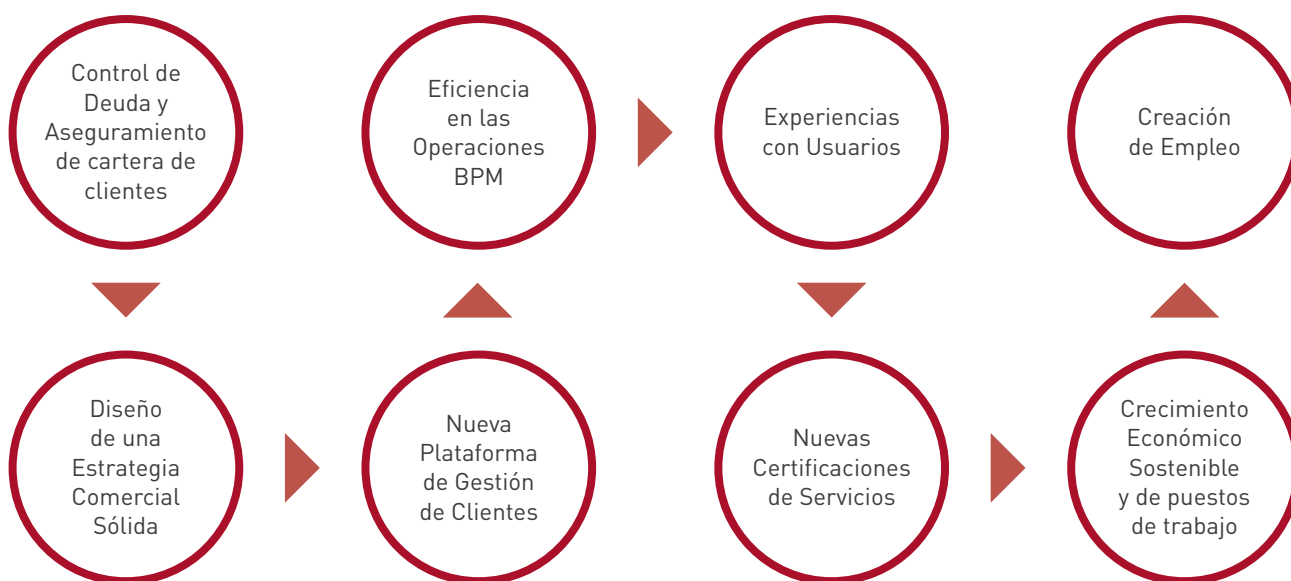 Control de
Deuda y
Aseguramiento
de cartera de
clientes
Eficiencia
en las
Operaciones
BPM
Experiencias
con Usuarios
Creación
de Empleo
Diseño
de una
Estrategia
Comercial
Sólida
Nueva
Plataforma
de Gestión
de Clientes
Nuevas
Certificaciones
de Servicios
Crecimiento
Económico
Sostenible
y de puestos
de trabajo